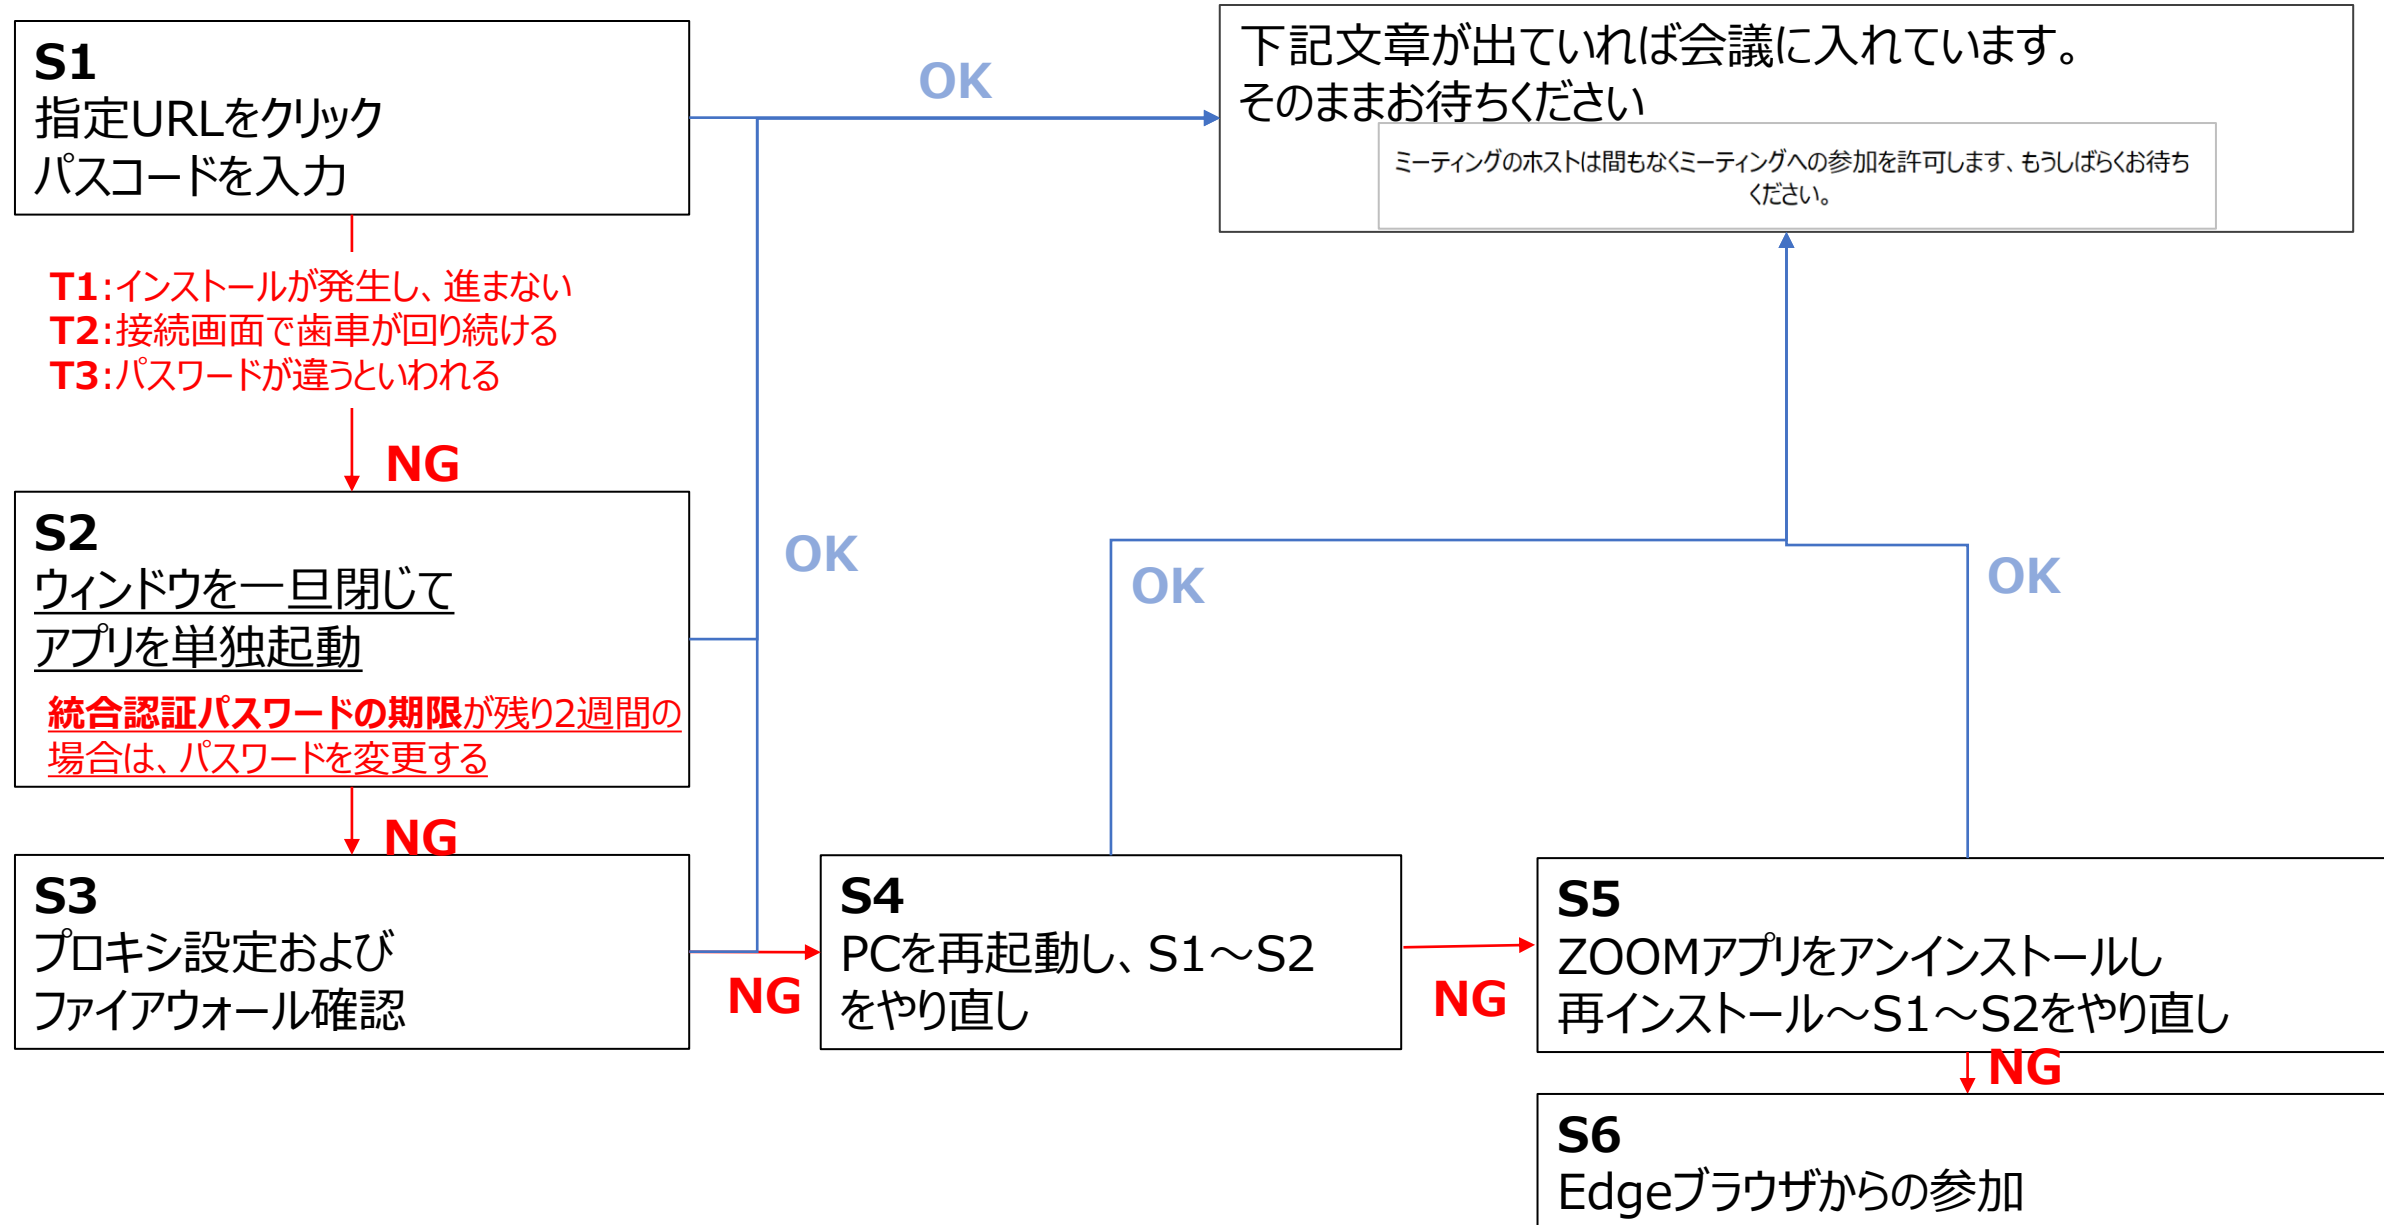 S1
指定URLをクリック
パスコードを入力
OK
下記文章が出ていれば会議に入れています。
そのままお待ちください
ミーティングのホストは間もなくミーティングへの参加を許可します、もうしばらくお待ち
ください。
T1:インストールが発生し、進まない
T2:接続画面で歯車が回り続ける
T3:パスワードが違うといわれる
NG
S2
ウィンドウを一旦閉じて
アプリを単独起動
統合認証パスワードの期限が残り2週間の
場合は、パスワードを変更する
OK
OK
OK
NG
S3
プロキシ設定および
ファイアウォール確認
NG
S4
PCを再起動し、S1～S2
をやり直し
NG
S5
ZOOMアプリをアンインストールし
再インストール～S1～S2をやり直し
NG
S6
Edgeブラウザからの参加